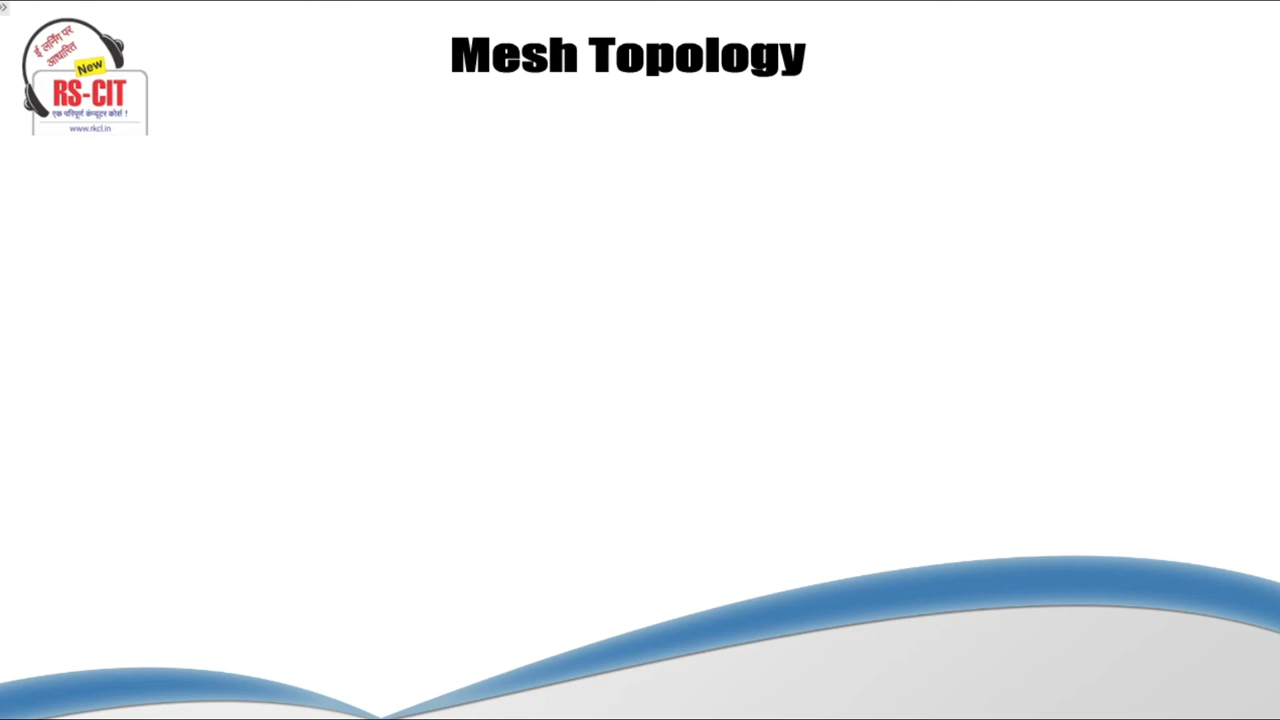 Mesh Topology
ई लर्निंग पर
आधारित
New
RS-CIT
एक परिपूर्ण कंप्यूटर कोर्स !
www.rkcl.in